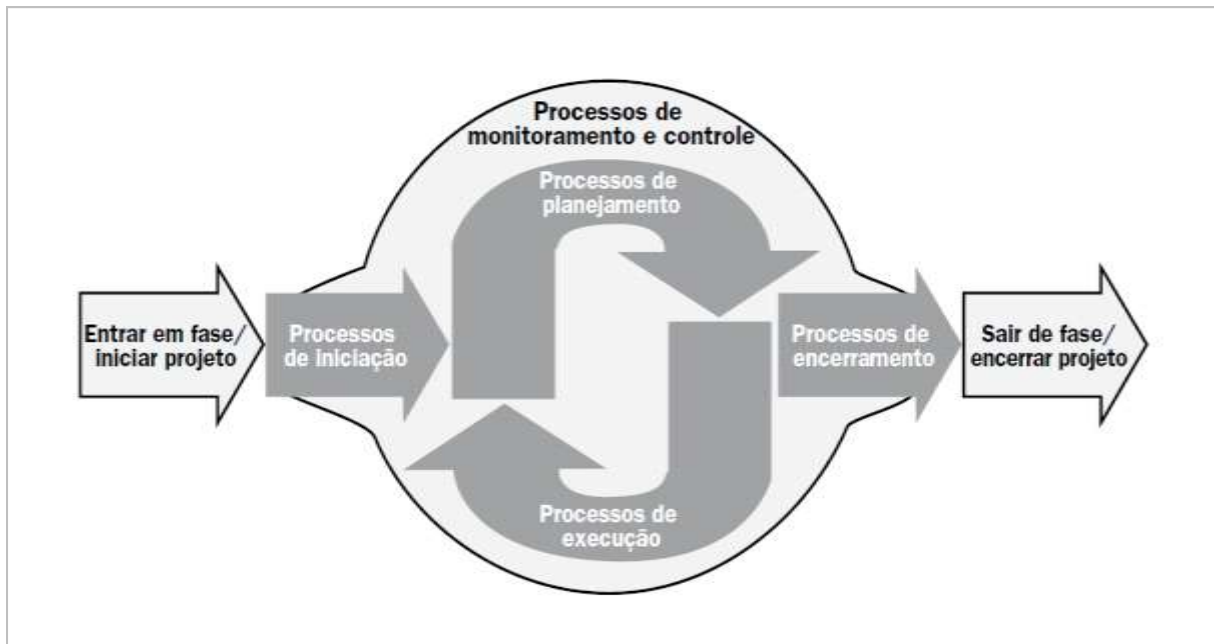 Processos de
monitoramento e controle
Processos de
planejamento
Entrar em fase/
iniciar projeto
Processos
de iniciação
Processos de
encerramento
Sair de fase/
encerrar projeto
Processos de
execução